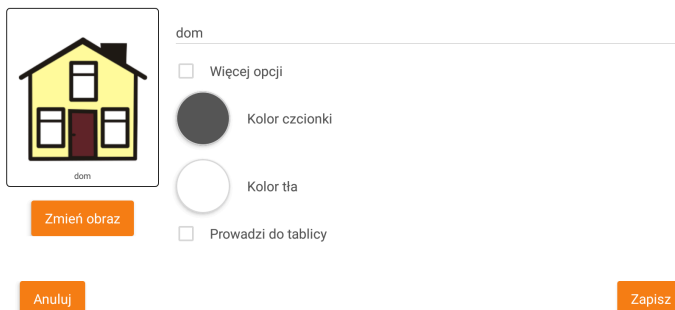 dom
dom
Zmień obraz
Więcej opcji
Kolor czcionki
Kolor tła
Prowadzi do tablicy
Anuluj
Zapisz